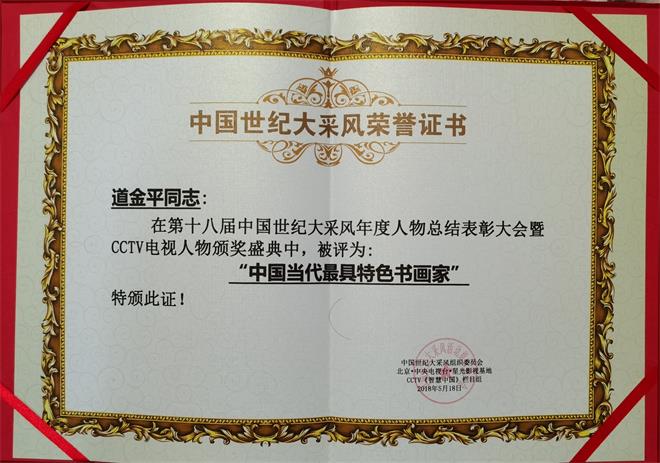 中国世纪大采风荣誉证书
道金平同志：
在第十八届中国世纪大采风年度人物总结表彰大会暨
CCTV电视人物颁奖盛典中，被评为：
“中国当代最具特色书画家”
特颁此证！
中国世纪大采风组织委员会
北京·中央电视台·星光影视基地
CCTV《智慧中国》栏目组
2018年5月18日